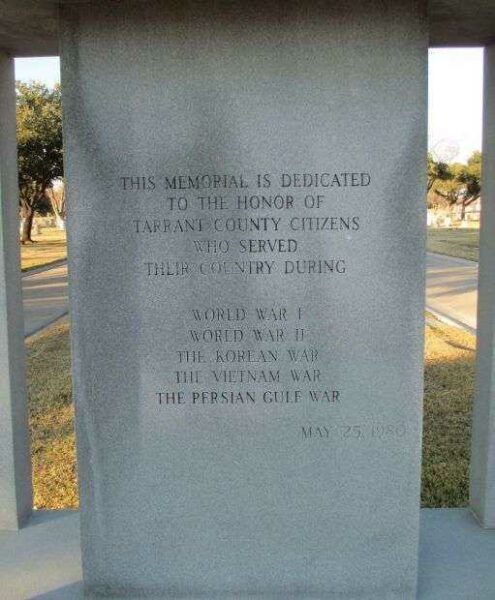 THIS MEMORIAL IS DEDICATED
TO THE HONOR OF
TARRANT COUNTY CITIZENS
WHO SERVED
THEIR COUNTRY DURING
WORLD WAR I
WORLD WAR II
THE KOREAN WAR
THE VIETNAM WAR
THE PERSIAN GULF WAR
MAY 25, 1980